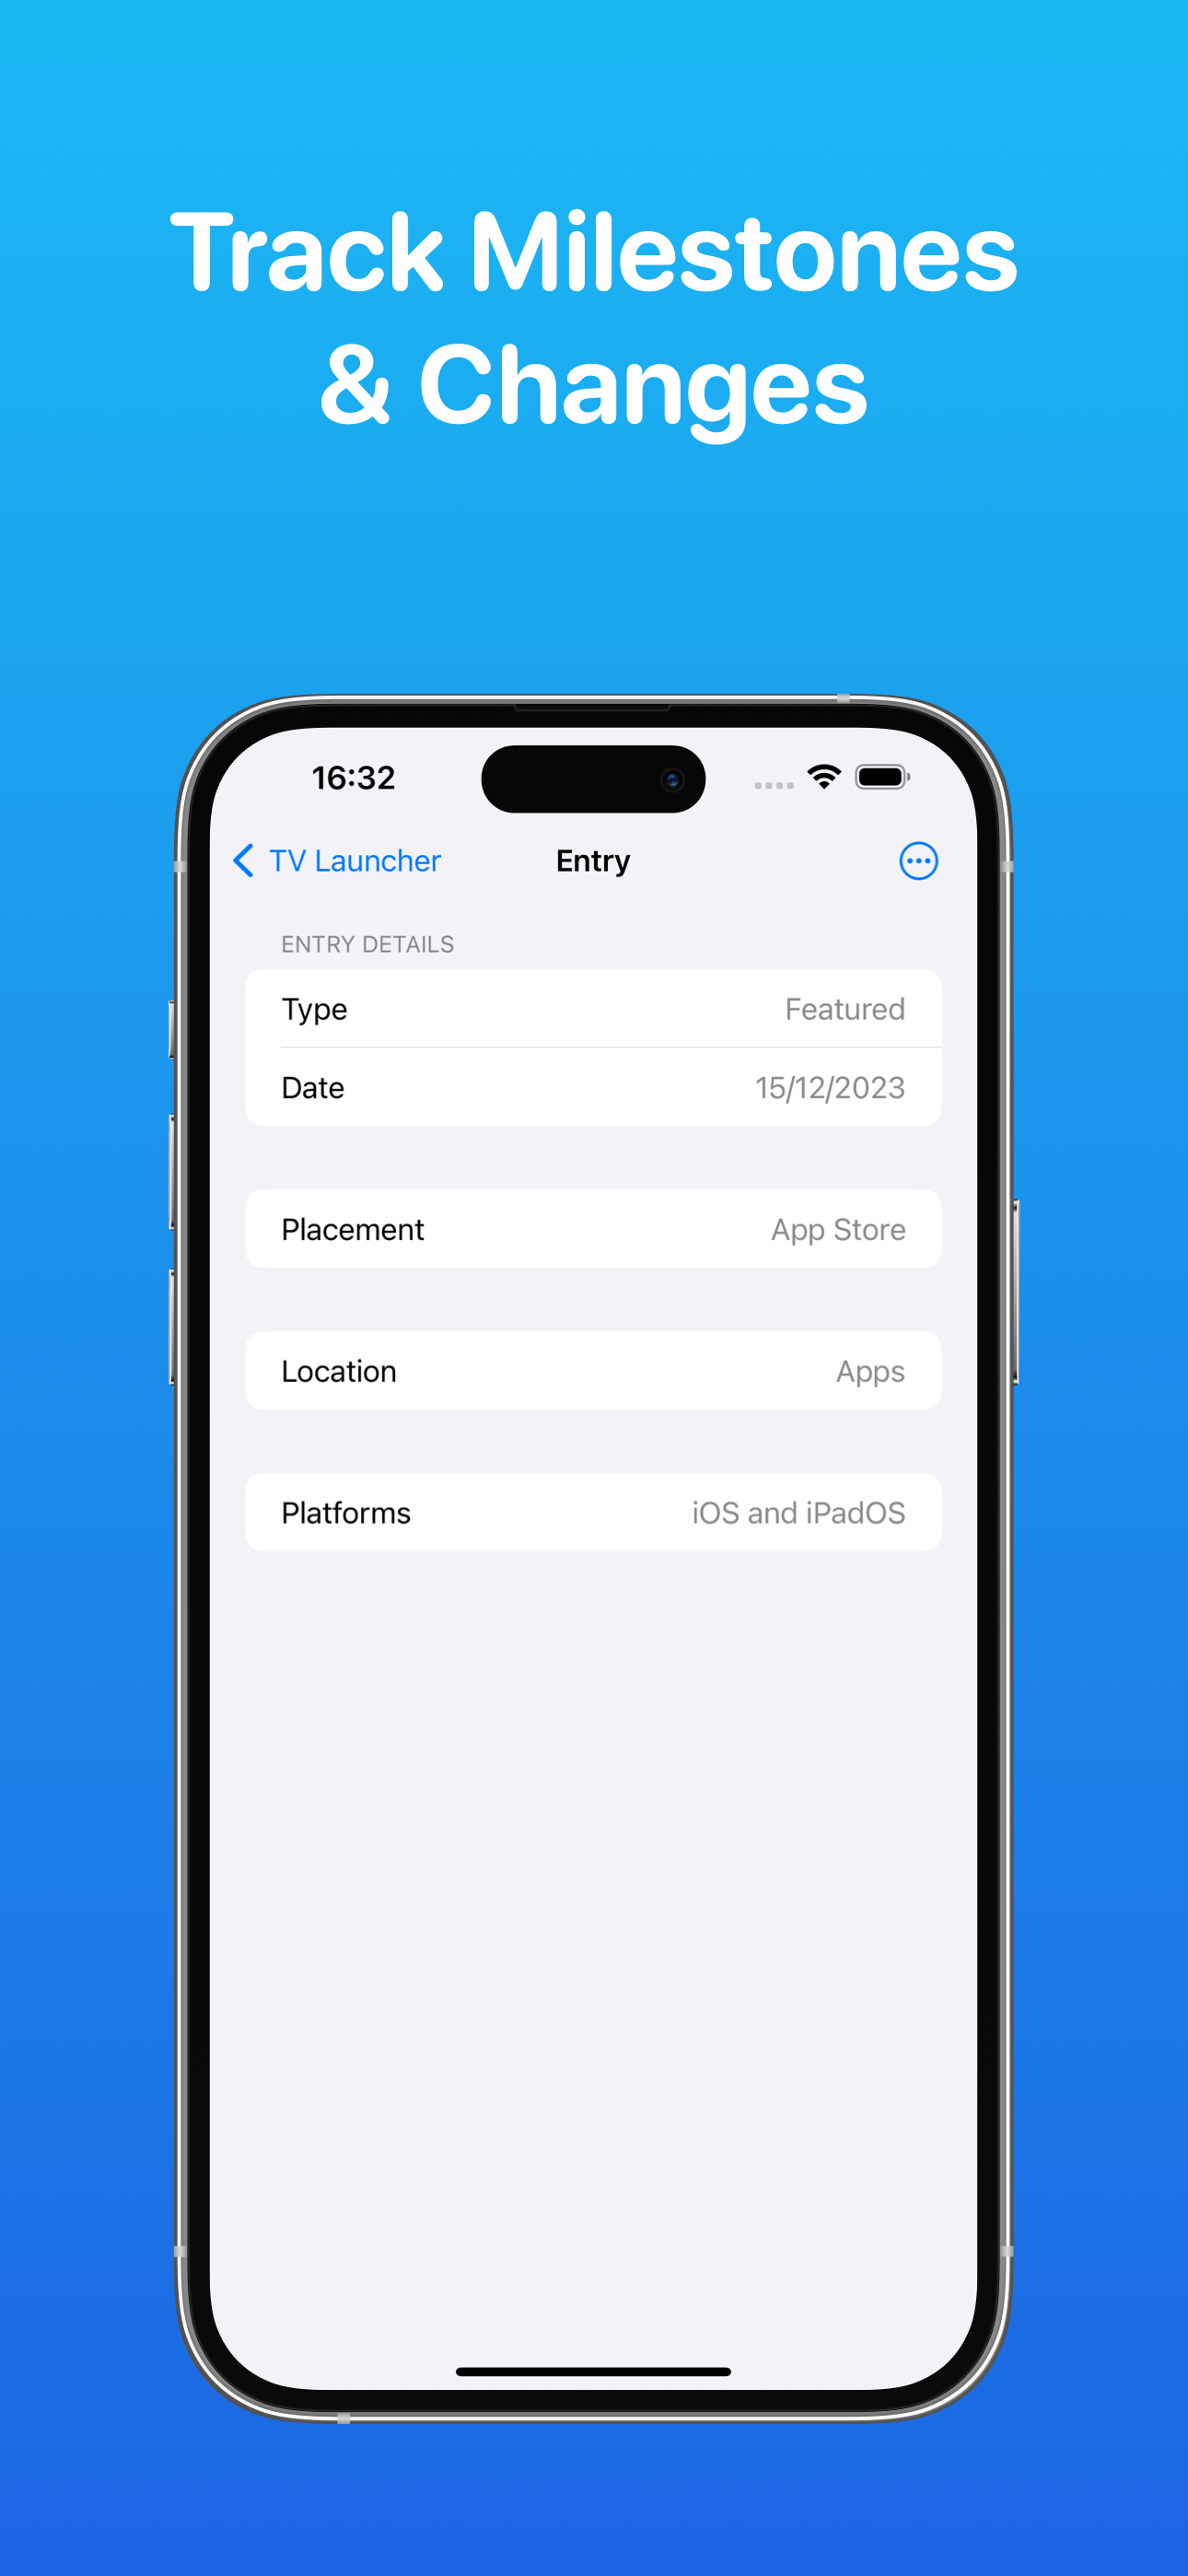 Track Milestones
& Changes
16:32
TV Launcher
Entry
ENTRY DETAILS
Type
Featured
Date
15/12/2023
Placement
App Store
Location
Apps
Platforms
iOS and iPadOS